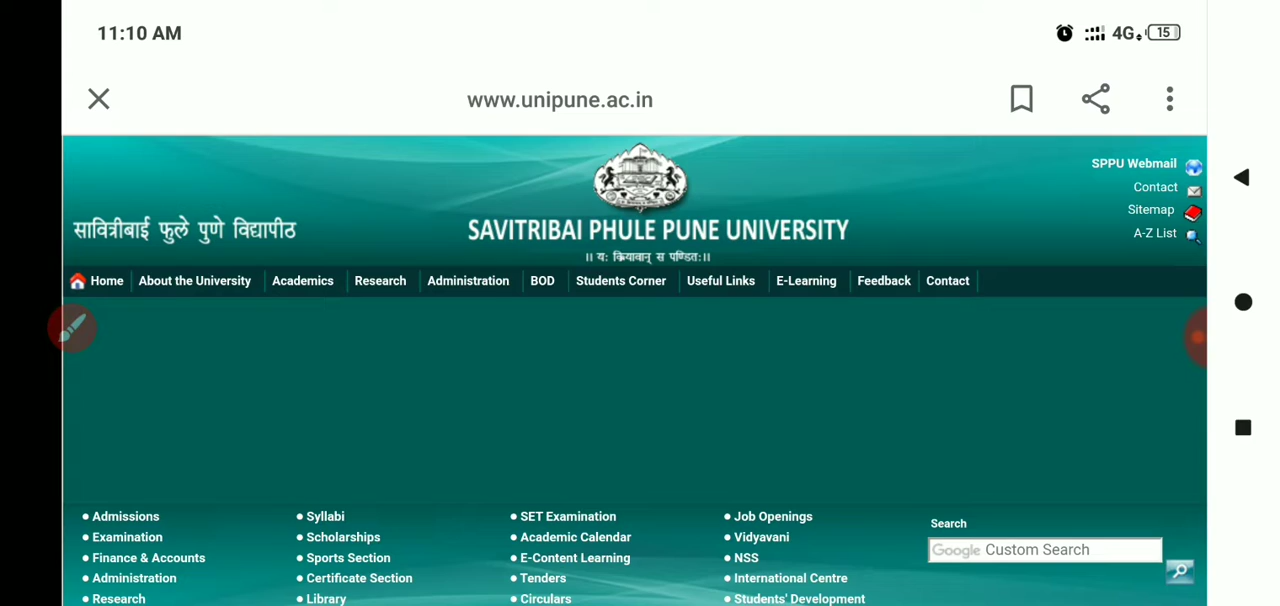 11:10 AM
4G
15
www.unipune.ac.in
SPPU Webmail
Contact
Sitemap
A-Z List
सावित्रीबाई फुले पुणे विद्यापीठ
SAVITRIBAI PHULE PUNE UNIVERSITY
॥ यः क्रियावान् स पण्डितः॥
Home About the University Academics Research Administration BOD Students Corner Useful Links E-Learning Feedback Contact
• Admissions • Syllabi • SET Examination • Job Openings
Search
• Examination • Scholarships • Academic Calendar • Vidyavani
Google Custom Search
• Finance & Accounts • Sports Section • E-Content Learning • NSS
• Administration • Certificate Section • Tenders • International Centre
• Research • Library • Circulars • Students' Development